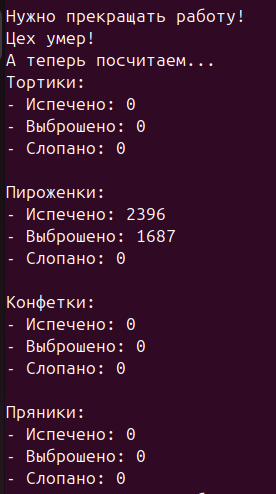 Нужно прекращать работу!
Цех умер!
А теперь посчитаем...
Тортики:
- Испечено: 0
- Выброшено: 0
- Слопано: 0
Пироженки:
- Испечено: 2396
- Выброшено: 1687
- Слопано: 0
Конфетки:
- Испечено: 0
- Выброшено: 0
- Слопано: 0
Пряники:
- Испечено: 0
- Выброшено: 0
- Слопано: 0